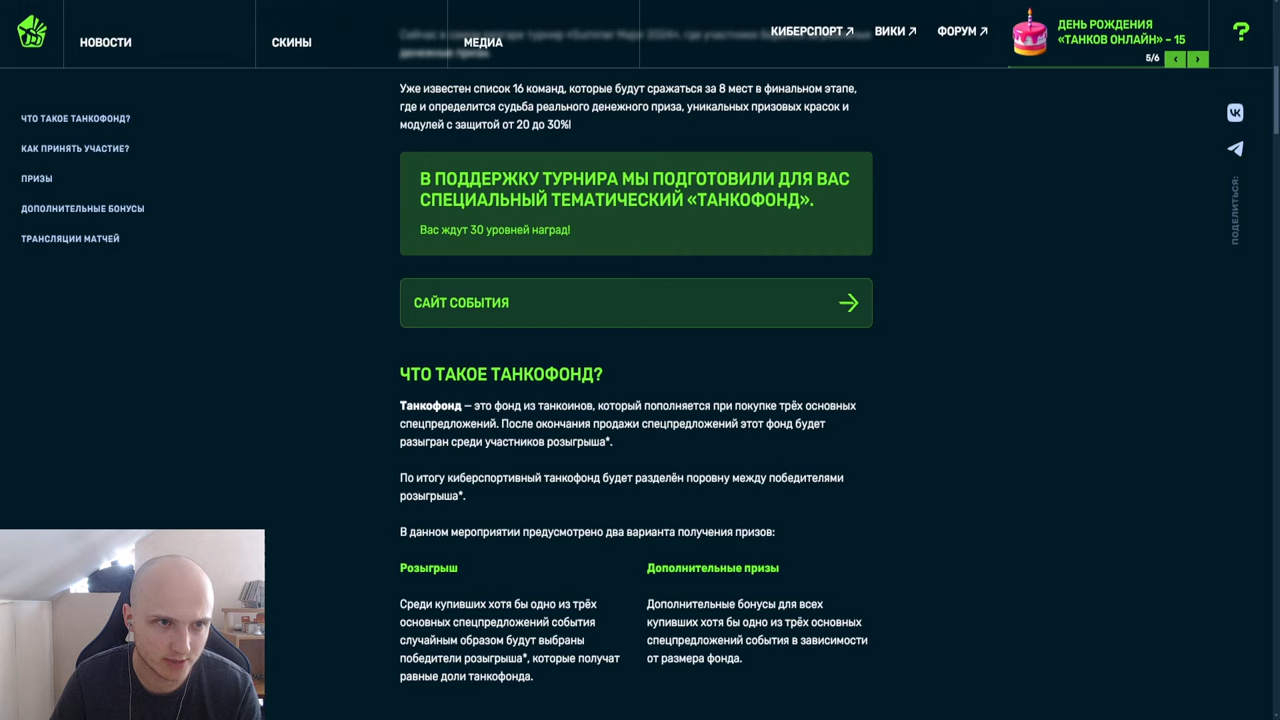 НОВОСТИ
СКИНЫ
МЕДИА
КИБЕРСПОРТ
ВИКИ
ФОРУМ
ДЕНЬ РОЖДЕНИЯ
«ТАНКОВ ОНЛАЙН» – 15
5/6
?
ЧТО ТАКОЕ ТАНКОФОНД?
КАК ПРИНЯТЬ УЧАСТИЕ?
ПРИЗЫ
ДОПОЛНИТЕЛЬНЫЕ БОНУСЫ
ТРАНСЛЯЦИИ МАТЧЕЙ
денежные призы.
Уже известен список 16 команд, которые будут сражаться за 8 мест в финальном этапе,
где и определится судьба реального денежного приза, уникальных призовых красок и
модулей с защитой от 20 до 30%!
В ПОДДЕРЖКУ ТУРНИРА МЫ ПОДГОТОВИЛИ ДЛЯ ВАС
СПЕЦИАЛЬНЫЙ ТЕМАТИЧЕСКИЙ «ТАНКОФОНД».
Вас ждут 30 уровней наград!
САЙТ СОБЫТИЯ
ЧТО ТАКОЕ ТАНКОФОНД?
Танкофонд — это фонд из танкоинов, который пополняется при покупке трёх основных
спецпредложений. После окончания продажи спецпредложений этот фонд будет
разыгран среди участников розыгрыша*.
По итогу киберспортивный танкофонд будет разделён поровну между победителями
розыгрыша*.
В данном мероприятии предусмотрено два варианта получения призов:
Розыгрыш
Среди купивших хотя бы одно из трёх
основных спецпредложений события
случайным образом будут выбраны
победители розыгрыша*, которые получат
равные доли танкофонда.
Дополнительные призы
Дополнительные бонусы для всех
купивших хотя бы одно из трёх основных
спецпредложений события в зависимости
от размера фонда.
ПОДЕЛИТЬСЯ: